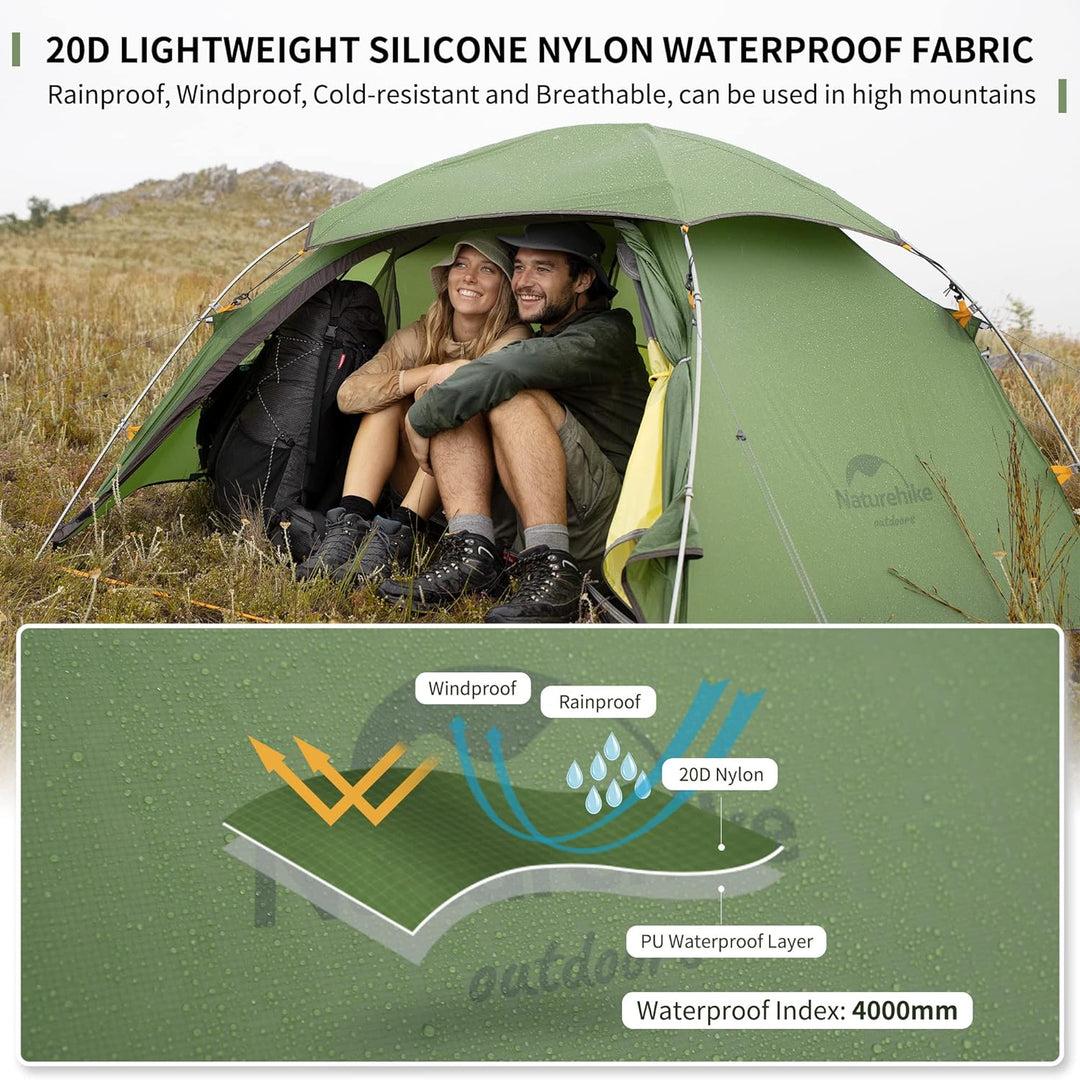 20D LIGHTWEIGHT SILICONE NYLON WATERPROOF FABRIC
Rainproof, Windproof, Cold-resistant and Breathable, can be used in high mountains
Naturehike
outdoors
Windproof
Rainproof
20D Nylon
PU Waterproof Layer
outdoors
Waterproof Index: 4000mm